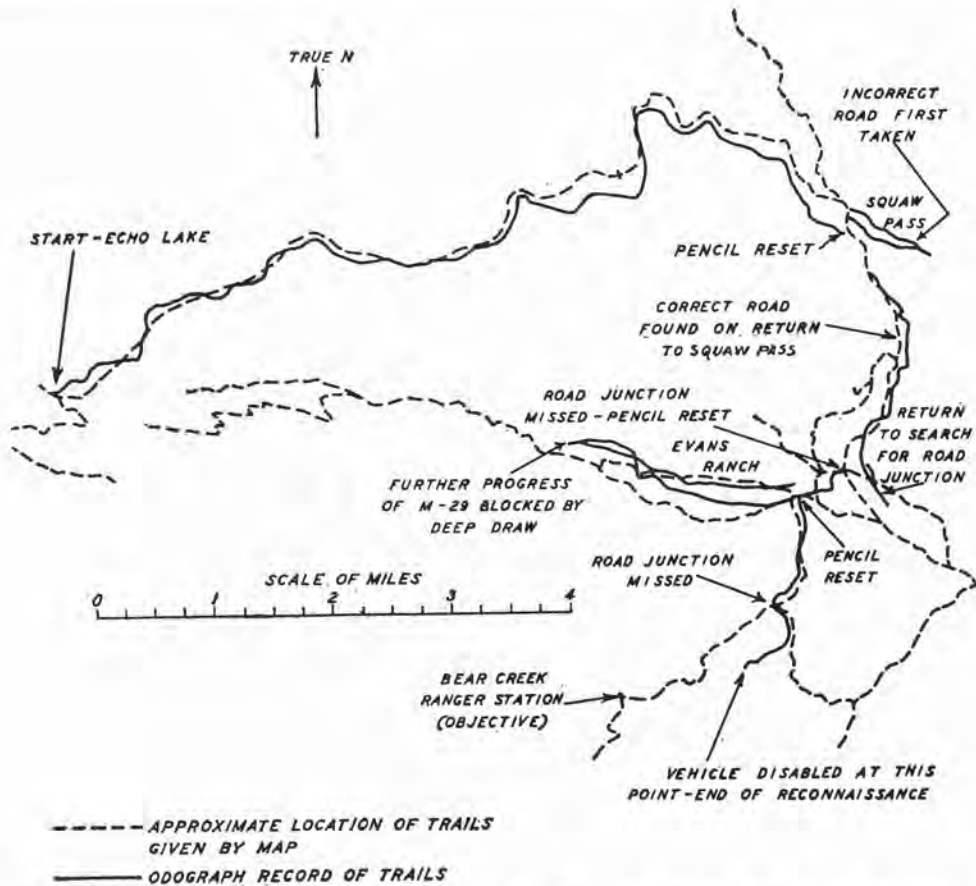 TRUE N
INCORRECT
ROAD FIRST
TAKEN
SQUAW
PASS
START-ECHO LAKE
PENCIL RESET
CORRECT ROAD
FOUND ON RETURN
TO SQUAW PASS
ROAD JUNCTION
MISSED-PENCIL RESET
EVANS
RANCH
RETURN
TO SEARCH
FOR ROAD
JUNCTION
FURTHER PROGRESS
OF M-29 BLOCKED BY
DEEP DRAW
PENCIL
RESET
ROAD JUNCTION
MISSED
SCALE OF MILES
0 1 2 3 4
BEAR CREEK
RANGER STATION
(OBJECTIVE)
VEHICLE DISABLED AT THIS
POINT-END OF RECONNAISSANCE
APPROXIMATE LOCATION OF TRAILS
GIVEN BY MAP
ODOGRAPH RECORD OF TRAILS